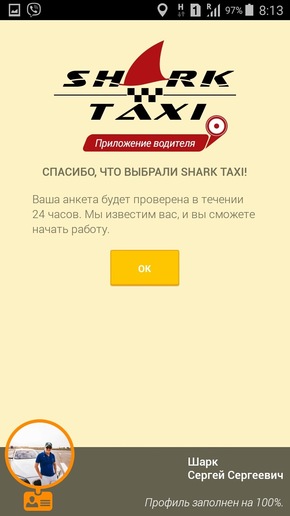 97% 8:13
SHARK
TAXI
Приложение водителя
СПАСИБО, ЧТО ВЫБРАЛИ SHARK TAXI!
Ваша анкета будет проверена в течении
24 часов. Мы известим вас, и вы сможете
начать работу.
ОК
Шарк
Сергей Сергеевич
Профиль заполнен на 100%.